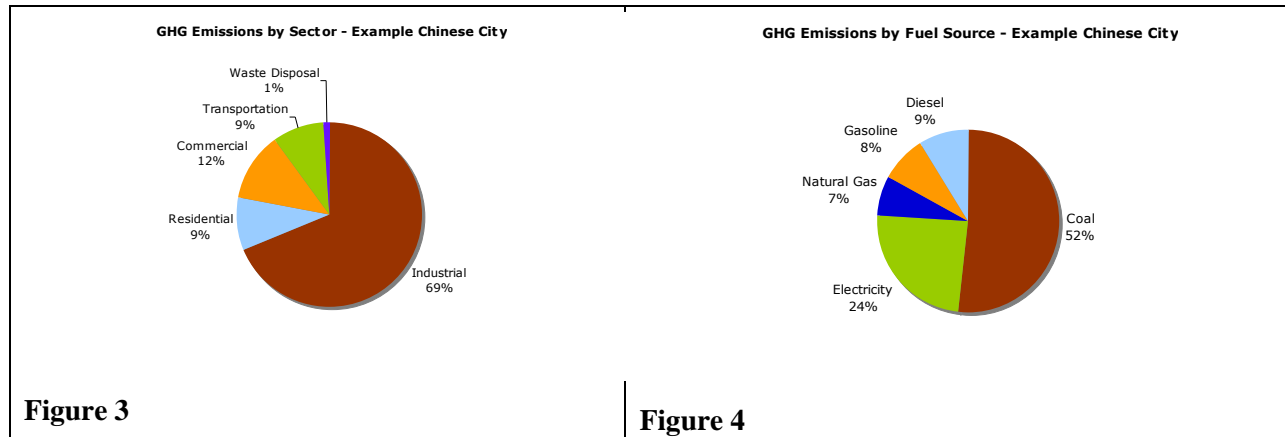 GHG Emissions by Sector - Example Chinese City
Waste Disposal
1%
Transportation
9%
Commercial
12%
Residential
9%
Industrial
69%
Figure 3
GHG Emissions by Fuel Source - Example Chinese City
Diesel
9%
Gasoline
8%
Natural Gas
7%
Coal
52%
Electricity
24%
Figure 4